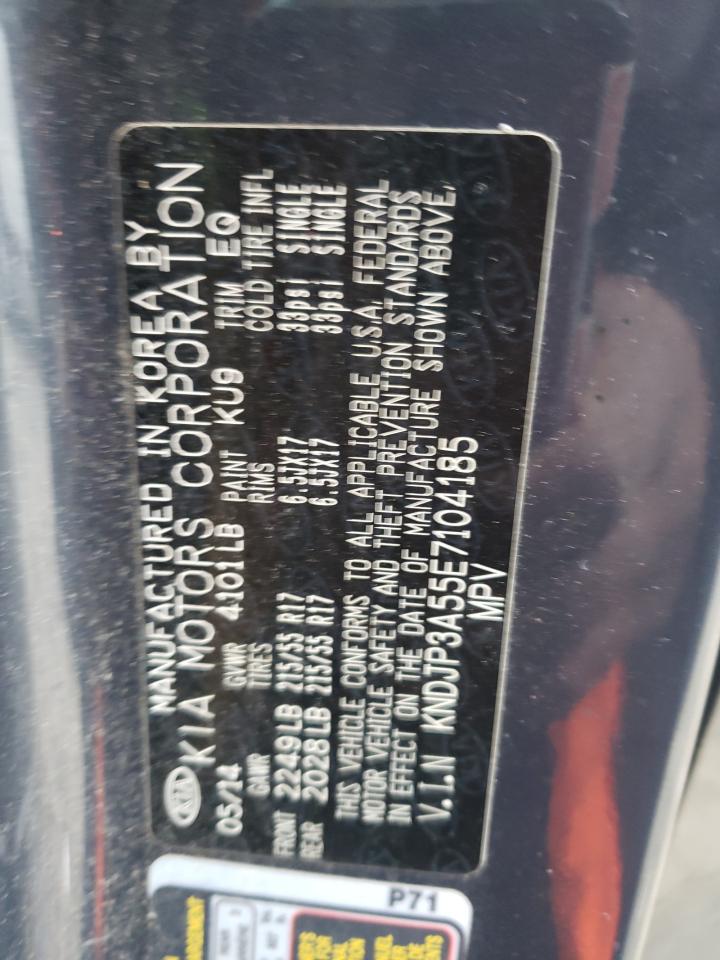 KIA
MANUFACTURED IN KOREA BY
KIA MOTORS CORPORATION
05/14 GVWR 4101LB PAINT KU9 TRIM EQ
GAWR TIRES RIMS COLD TIRE INFL
FRONT 2249LB 215/55 R17 6.5JX17 33psi SINGLE
REAR 2028LB 215/55 R17 6.5JX17 33psi SINGLE
THIS VEHICLE CONFORMS TO ALL APPLICABLE U.S.A. FEDERAL
MOTOR VEHICLE SAFETY AND THEFT PREVENTION STANDARDS
IN EFFECT ON THE DATE OF MANUFACTURE SHOWN ABOVE.
V.I.N KNDJP3A55E7104185
MPV
P71